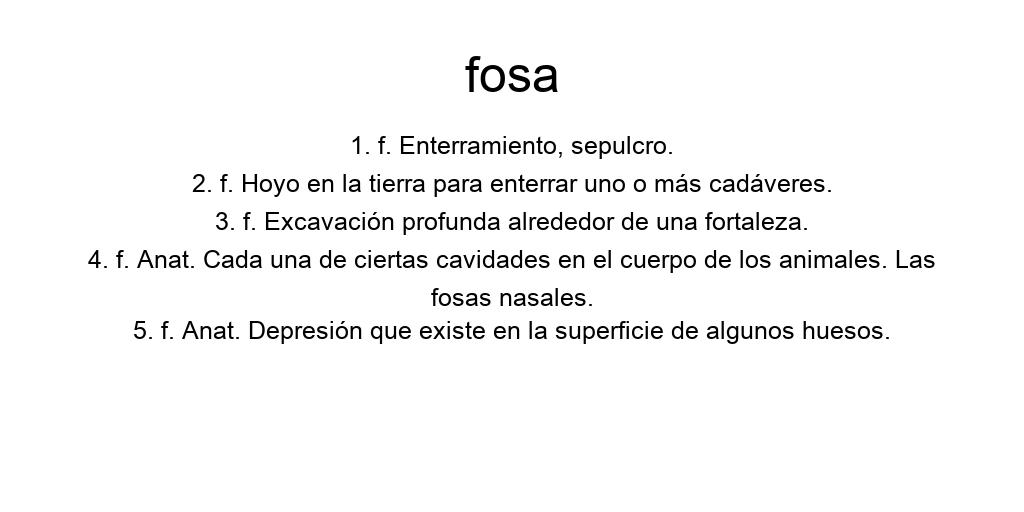 fosa
1. f. Enterramiento, sepulcro.
2. f. Hoyo en la tierra para enterrar uno o más cadáveres.
3. f. Excavación profunda alrededor de una fortaleza.
4. f. Anat. Cada una de ciertas cavidades en el cuerpo de los animales. Las
fosas nasales.
5. f. Anat. Depresión que existe en la superficie de algunos huesos.